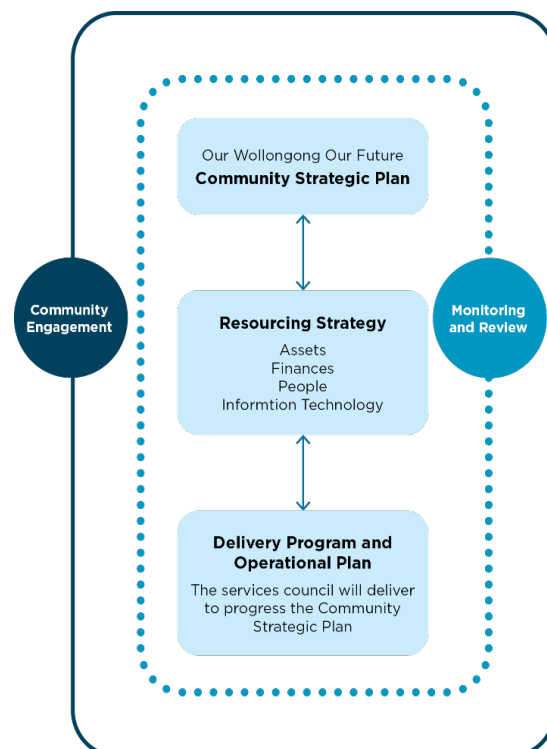 Our Wollongong Our Future
Community Strategic Plan
Community
Engagement
Monitoring
and Review
Resourcing Strategy
Assets
Finances
People
Informtion Technology
Delivery Program and
Operational Plan
The services council will deliver
to progress the Community
Strategic Plan